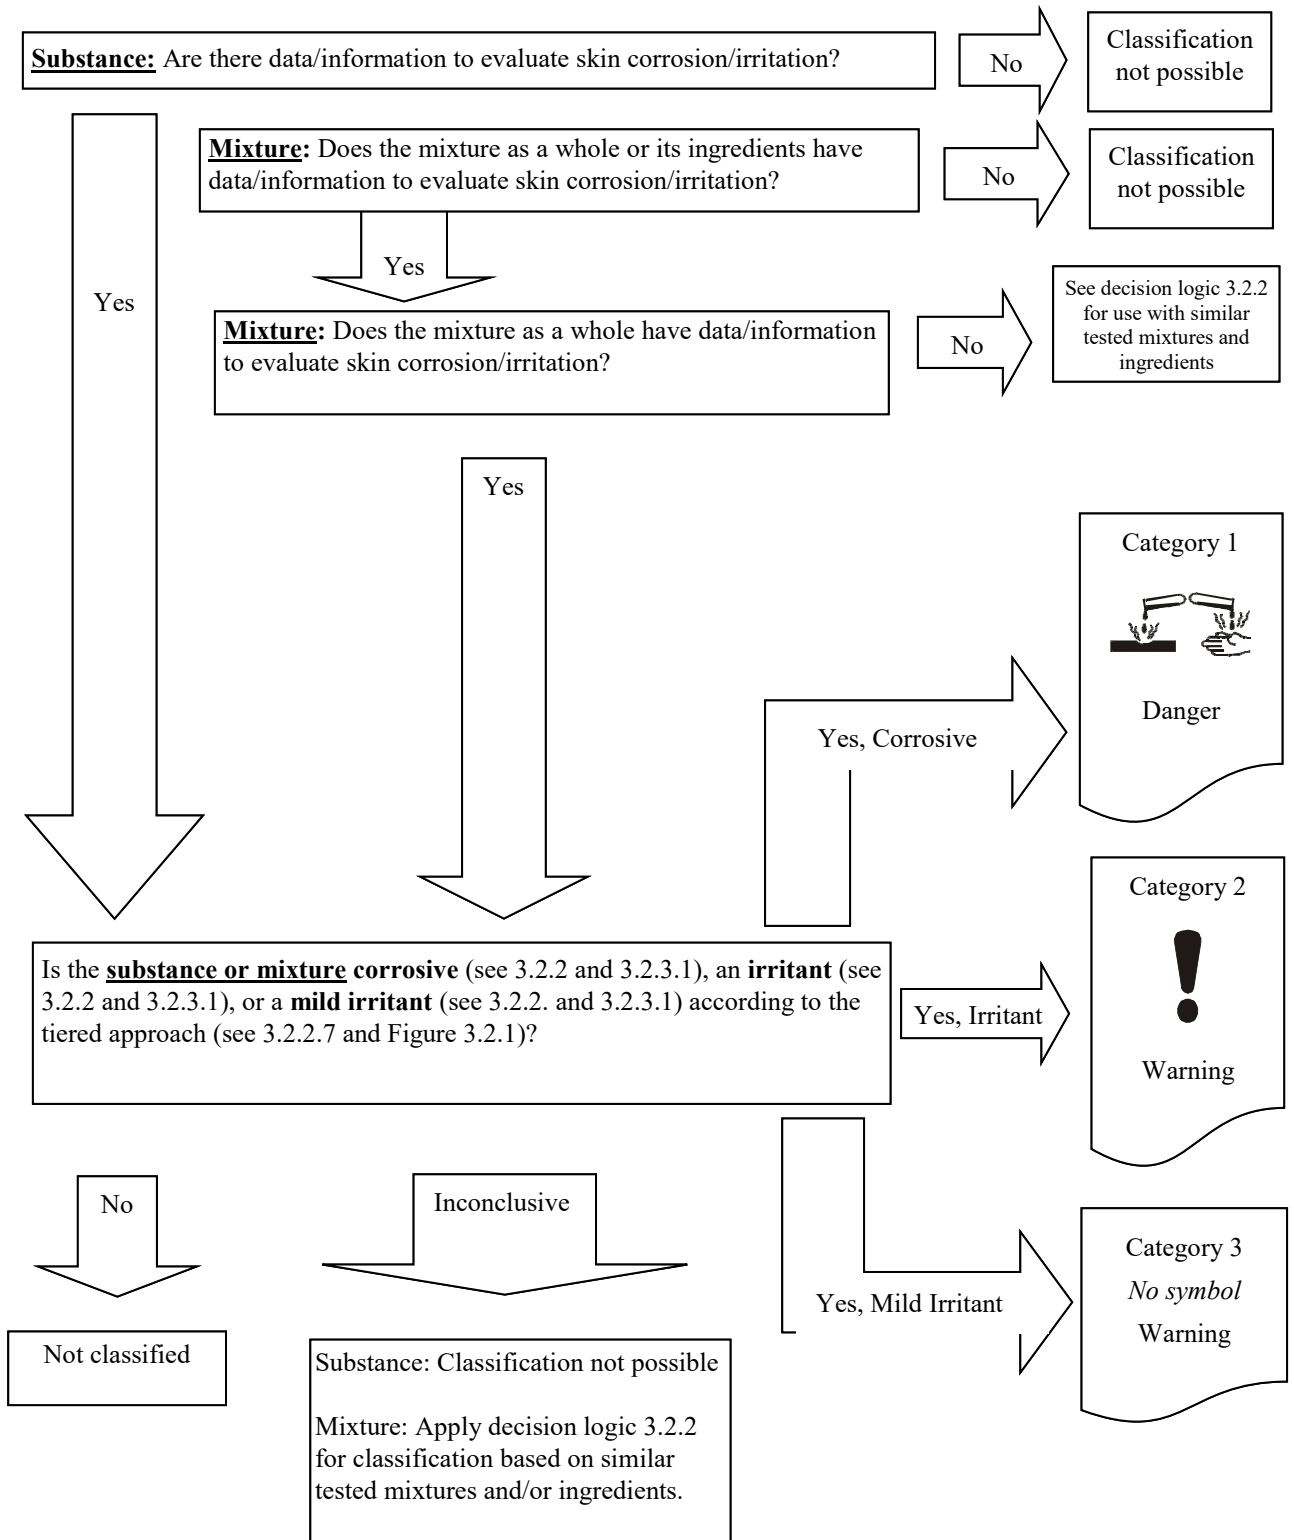 Substance: Are there data/information to evaluate skin corrosion/irritation?
No
Classification
not possible
Mixture: Does the mixture as a whole or its ingredients have
data/information to evaluate skin corrosion/irritation?
No
Classification
not possible
Yes
Yes
Mixture: Does the mixture as a whole have data/information
to evaluate skin corrosion/irritation?
No
See decision logic 3.2.2
for use with similar
tested mixtures and
ingredients
Yes
Category 1
Danger
Yes, Corrosive
Is the substance or mixture corrosive (see 3.2.2 and 3.2.3.1), an irritant (see
3.2.2 and 3.2.3.1), or a mild irritant (see 3.2.2. and 3.2.3.1) according to the
tiered approach (see 3.2.2.7 and Figure 3.2.1)?
Yes, Irritant
Category 2
!
Warning
No
Inconclusive
Yes, Mild Irritant
Category 3
No symbol
Warning
Not classified
Substance: Classification not possible
Mixture: Apply decision logic 3.2.2
for classification based on similar
tested mixtures and/or ingredients.